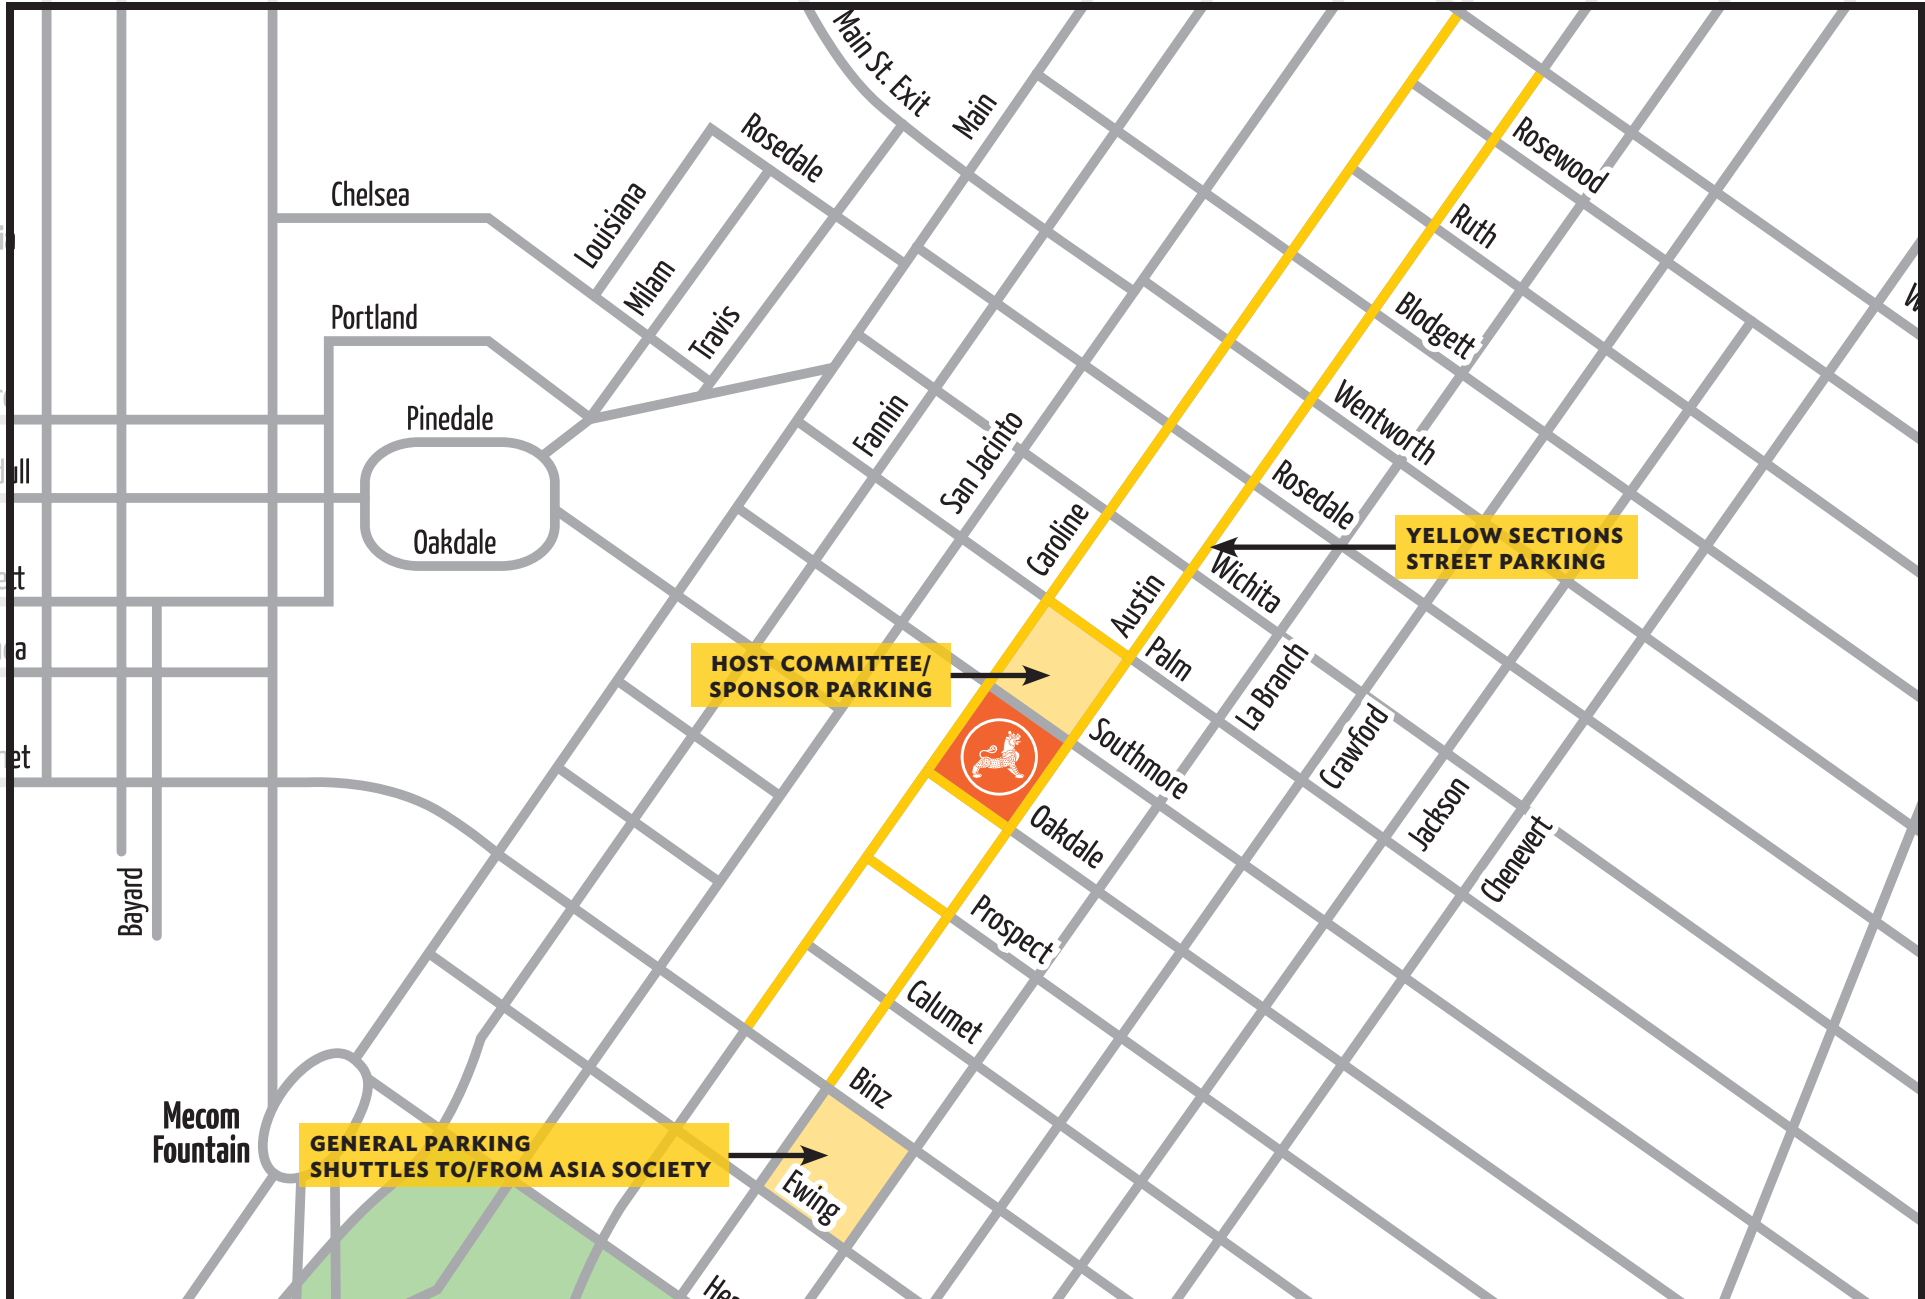 Main St. Exit
Main
Rosedale
Rosewood
Chelsea
Louisiana
Ruth
Milam
Portland
Travis
Blodgett
Pinedale
Fannin
Wentworth
San Jacinto
Rosedale
Oakdale
Caroline
YELLOW SECTIONS
STREET PARKING
Wichita
Austin
Palm
HOST COMMITTEE/
SPONSOR PARKING
La Branch
Crawford
Southmore
Jackson
Oakdale
Chenevert
Bayard
Prospect
Calumet
Binz
Mecom
Fountain
GENERAL PARKING
SHUTTLES TO/FROM ASIA SOCIETY
Ewing